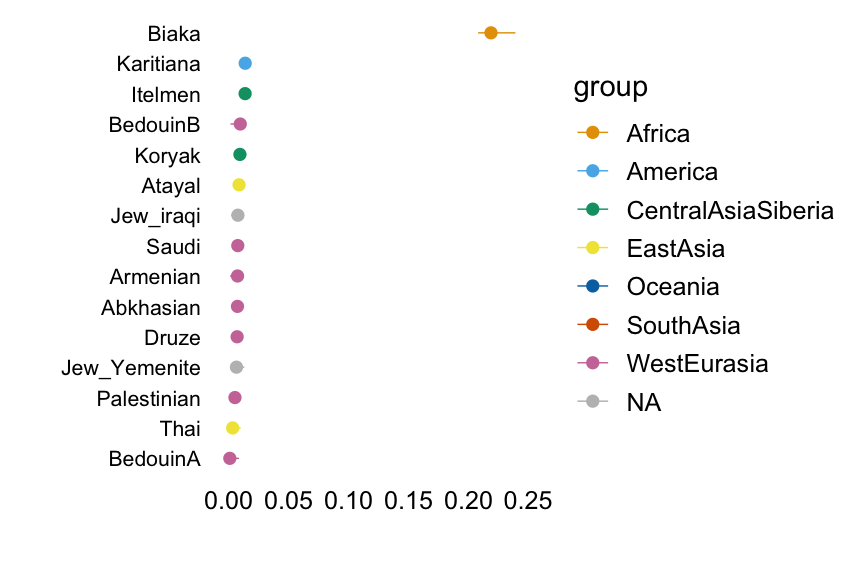 Biaka
Karitiana
Itelmen
BedouinB
Koryak
Atayal
Jew_iraqi
Saudi
Armenian
Abkhasian
Druze
Jew_Yemenite
Palestinian
Thai
BedouinA
0.00 0.05 0.10 0.15 0.20 0.25
group
Africa
America
CentralAsiaSiberia
EastAsia
Oceania
SouthAsia
WestEurasia
NA